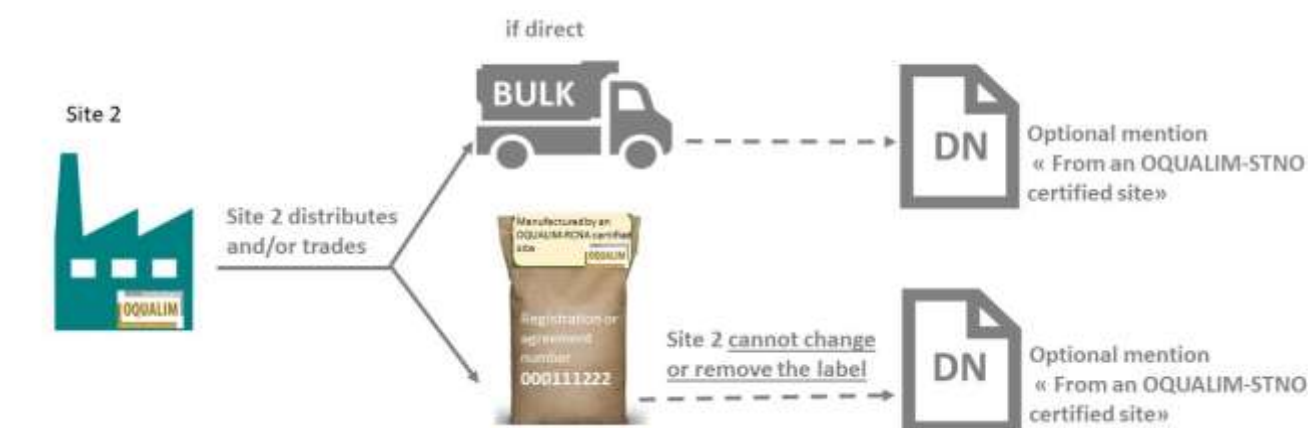 if direct
Site 2
BULK
DN
Optional mention
« From an OQUALIM-STNO
certified site»
Site 2 distributes
and/or trades
OQUALIM
Manufactured by an
OQUALIM-RCNA certified
site
OQUALIM
Registration or
agreement
number
000111222
Site 2 cannot change
or remove the label
DN
Optional mention
« From an OQUALIM-STNO
certified site»